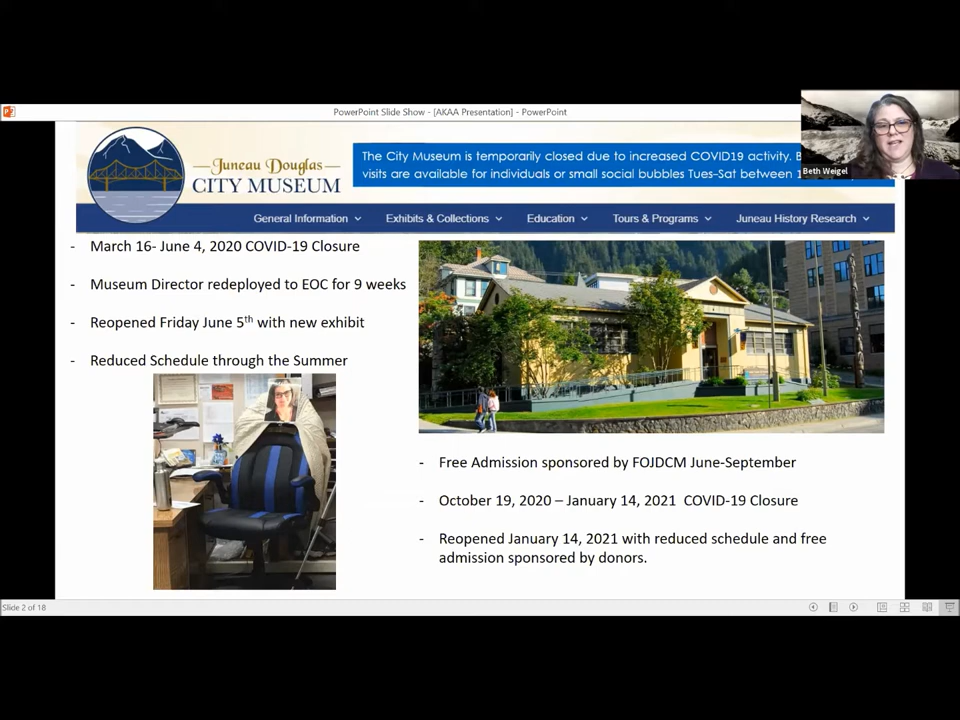 PowerPoint Slide Show - [AKAA Presentation] - PowerPoint
Beth Weigel
Juneau Douglas
CITY MUSEUM
The City Museum is temporarily closed due to increased COVID19 activity.
visits are available for individuals or small social bubbles Tues-Sat between
General Information
Exhibits & Collections
Education
Tours & Programs
Juneau History Research
- March 16- June 4, 2020 COVID-19 Closure
- Museum Director redeployed to EOC for 9 weeks
- Reopened Friday June 5th with new exhibit
- Reduced Schedule through the Summer
- Free Admission sponsored by FOJDCM June-September
- October 19, 2020 – January 14, 2021 COVID-19 Closure
- Reopened January 14, 2021 with reduced schedule and free
admission sponsored by donors.
Slide 2 of 18